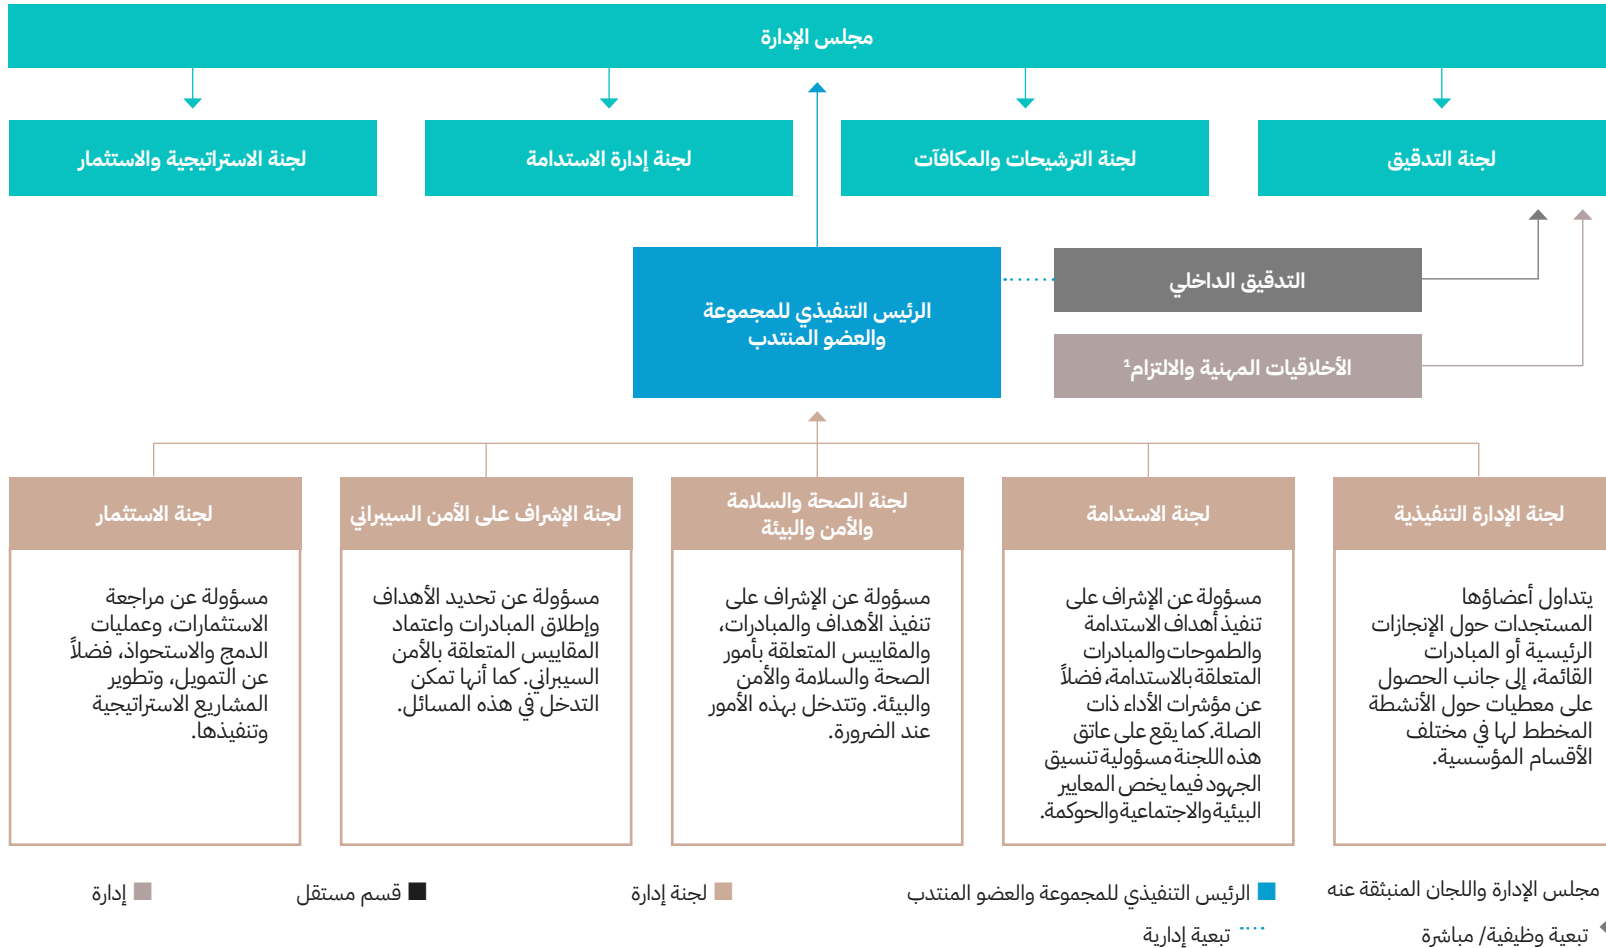 مجلس الإدارة
لجنة التدقيق
لجنة الترشيحات والمكافآت
لجنة إدارة الاستدامة
لجنة الاستراتيجية والاستثمار
التدقيق الداخلي
الرئيس التنفيذي للمجموعة
والعضو المنتدب
الأخلاقيات المهنية والالتزام¹
لجنة الإدارة التنفيذية
يتداول أعضاؤها
المستجدات حول الإنجازات
الرئيسية أو المبادرات
القائمة، إلى جانب الحصول
على معطيات حول الأنشطة
المخطط لها في مختلف
الأقسام المؤسسية.
لجنة الاستدامة
مسؤولة عن الإشراف على
تنفيذ أهداف الاستدامة
والطموحات والمبادرات
المتعلقة بالاستدامة، فضلاً
عن مؤشرات الأداء ذات
الصلة. كما يقع على عاتق
هذه اللجنة مسؤولية تنسيق
الجهود فيما يخص المعايير
البيئية والاجتماعية والحوكمة.
لجنة الصحة والسلامة
والأمن والبيئة
مسؤولة عن الإشراف على
تنفيذ الأهداف والمبادرات،
والمقاييس المتعلقة بأمور
الصحة والسلامة والأمن
والبيئة. وتتدخل بهذه الأمور
عند الضرورة.
لجنة الإشراف على الأمن السيبراني
مسؤولة عن تحديد الأهداف
وإطلاق المبادرات واعتماد
المقاييس المتعلقة بالأمن
السيبراني. كما أنها تمكن
التدخل في هذه المسائل.
لجنة الاستثمار
مسؤولة عن مراجعة
الاستثمارات، وعمليات
الدمج والاستحواذ، فضلاً
عن التمويل، وتطوير
المشاريع الاستراتيجية
وتنفيذها.
مجلس الإدارة واللجان المنبثقة عنه
الرئيس التنفيذي للمجموعة والعضو المنتدب
لجنة إدارة
قسم مستقل
إدارة
تبعية وظيفية/ مباشرة
تبعية إدارية